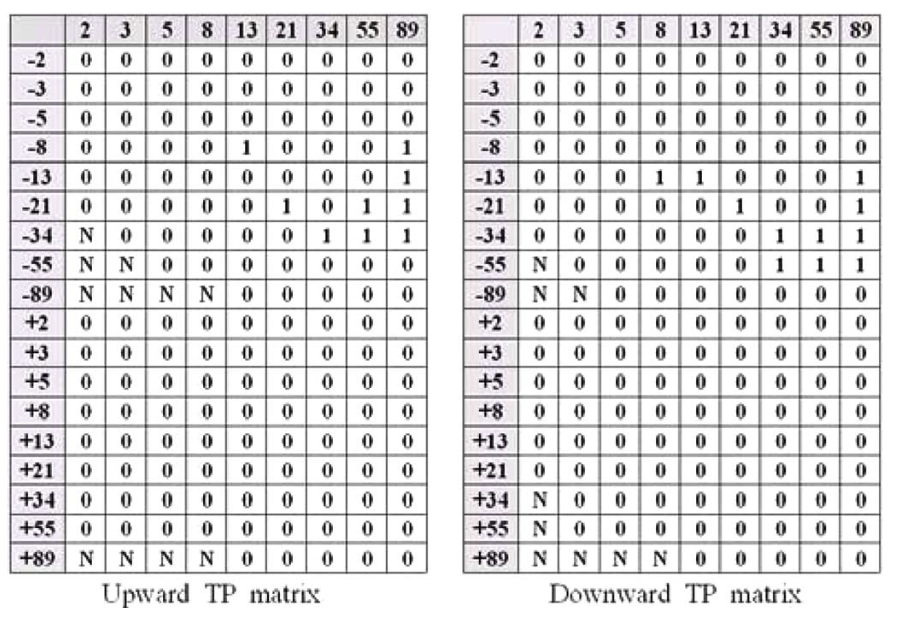 2 3 5 8 13 21 34 55 89
-2 0 0 0 0 0 0 0 0 0
-3 0 0 0 0 0 0 0 0 0
-5 0 0 0 0 0 0 0 0 0
-8 0 0 0 0 1 0 0 0 1
-13 0 0 0 0 0 0 0 0 1
-21 0 0 0 0 0 1 0 1 1
-34 N 0 0 0 0 0 1 1 1
-55 N N 0 0 0 0 0 0 0
-89 N N N N 0 0 0 0 0
+2 0 0 0 0 0 0 0 0 0
+3 0 0 0 0 0 0 0 0 0
+5 0 0 0 0 0 0 0 0 0
+8 0 0 0 0 0 0 0 0 0
+13 0 0 0 0 0 0 0 0 0
+21 0 0 0 0 0 0 0 0 0
+34 0 0 0 0 0 0 0 0 0
+55 0 0 0 0 0 0 0 0 0
+89 N N N N 0 0 0 0 0
Upward TP matrix
2 3 5 8 13 21 34 55 89
-2 0 0 0 0 0 0 0 0 0
-3 0 0 0 0 0 0 0 0 0
-5 0 0 0 0 0 0 0 0 0
-8 0 0 0 0 0 0 0 0 0
-13 0 0 0 1 1 0 0 0 1
-21 0 0 0 0 0 1 0 0 1
-34 0 0 0 0 0 0 1 1 1
-55 N 0 0 0 0 0 1 1 1
-89 N N 0 0 0 0 0 0 0
+2 0 0 0 0 0 0 0 0 0
+3 0 0 0 0 0 0 0 0 0
+5 0 0 0 0 0 0 0 0 0
+8 0 0 0 0 0 0 0 0 0
+13 0 0 0 0 0 0 0 0 0
+21 0 0 0 0 0 0 0 0 0
+34 N 0 0 0 0 0 0 0 0
+55 N 0 0 0 0 0 0 0 0
+89 N N N N 0 0 0 0 0
Downward TP matrix